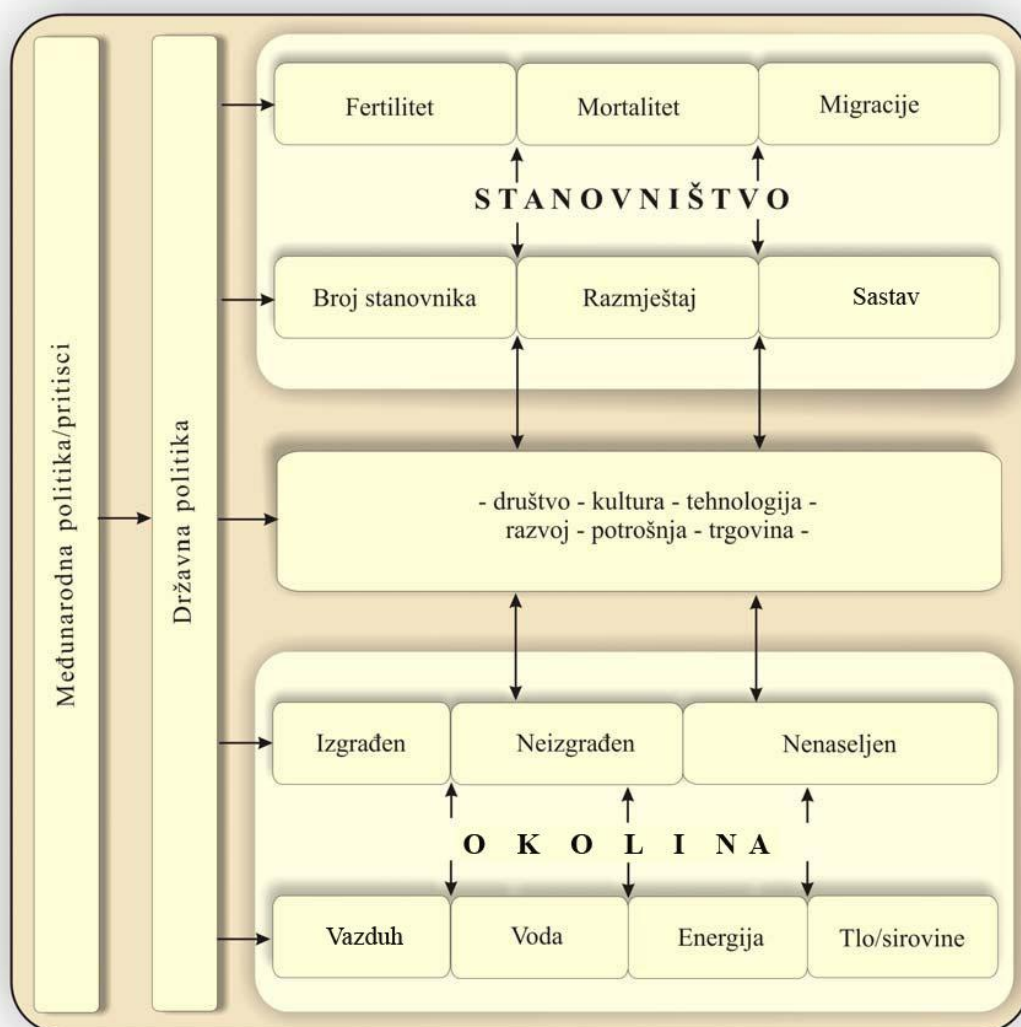 Međunarodna politika/pritisci
Državna politika
Fertilitet
Mortalitet
Migracije
STANOVNIŠTVO
Broj stanovnika
Razmještaj
Sastav
- društvo - kultura - tehnologija -
razvoj - potrošnja - trgovina -
Izgrađen
Neizgrađen
Nenaseljen
OKOLINA
Vazduh
Voda
Energija
Tlo/sirovine